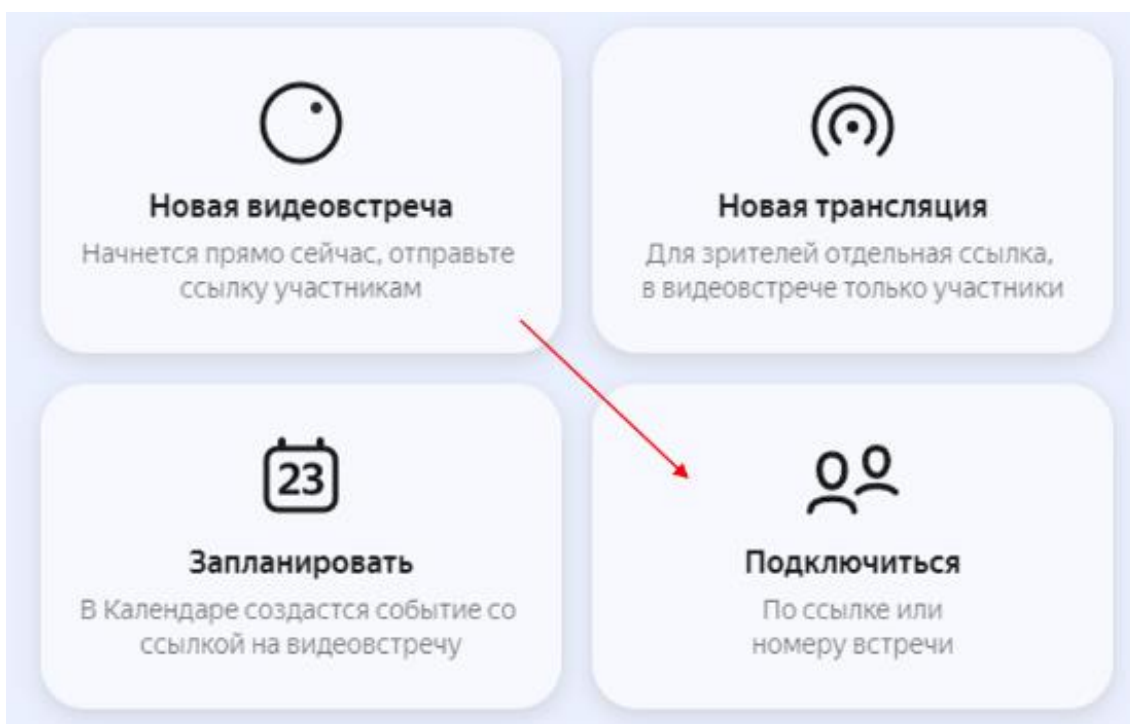 Новая видеовстреча
Начнется прямо сейчас, отправьте
ссылку участникам
Новая трансляция
Для зрителей отдельная ссылка,
в видеовстрече только участники
23
Запланировать
В Календаре создастся событие со
ссылкой на видеовстречу
Подключиться
По ссылке или
номеру встречи